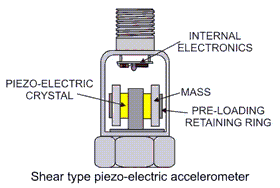 INTERNAL
ELECTRONICS
PIEZO-ELECTRIC
CRYSTAL
MASS
PRE-LOADING
RETAINING RING
Shear type piezo-electric accelerometer